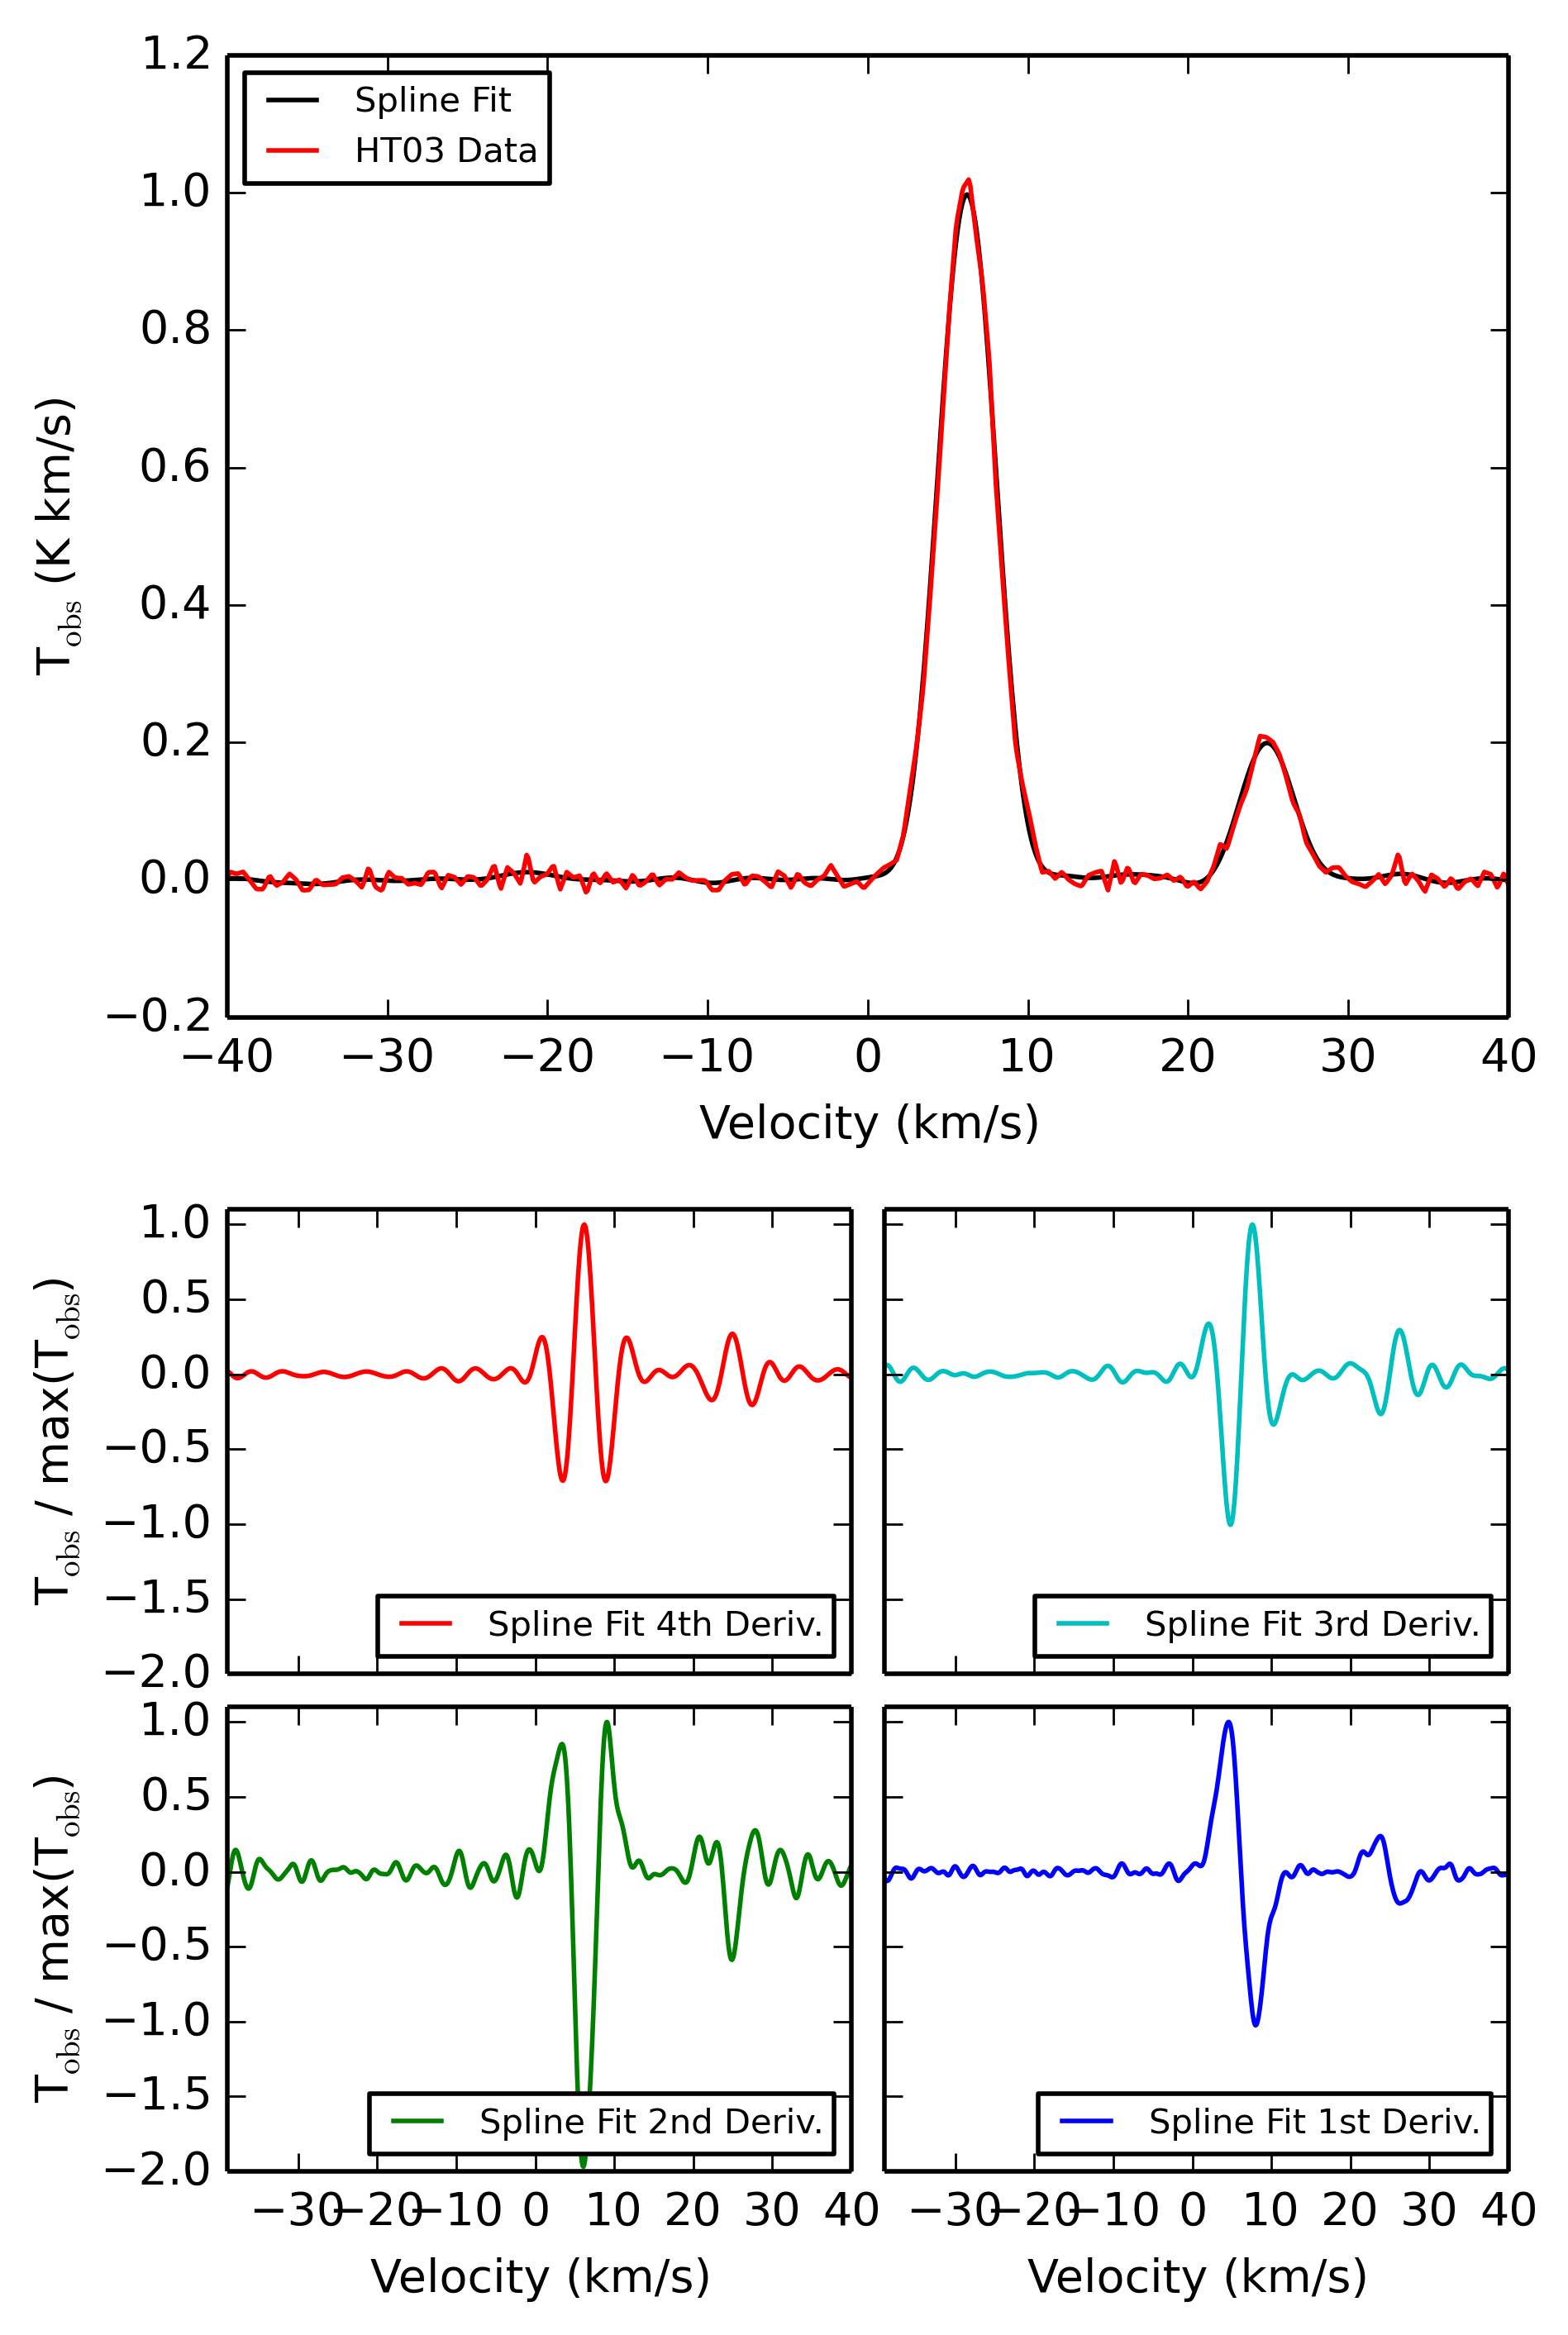 1.2
1.0
0.8
0.6
0.4
0.2
0.0
−0.2
T_obs (K km/s)
Spline Fit
HT03 Data
−40 −30 −20 −10 0 10 20 30 40
Velocity (km/s)
1.0
0.5
0.0
−0.5
−1.0
−1.5
−2.0
T_obs / max(T_obs)
Spline Fit 4th Deriv.
Spline Fit 3rd Deriv.
1.0
0.5
0.0
−0.5
−1.0
−1.5
−2.0
T_obs / max(T_obs)
Spline Fit 2nd Deriv.
Spline Fit 1st Deriv.
−30 −20 −10 0 10 20 30 40
−30 −20 −10 0 10 20 30 40
Velocity (km/s)
Velocity (km/s)